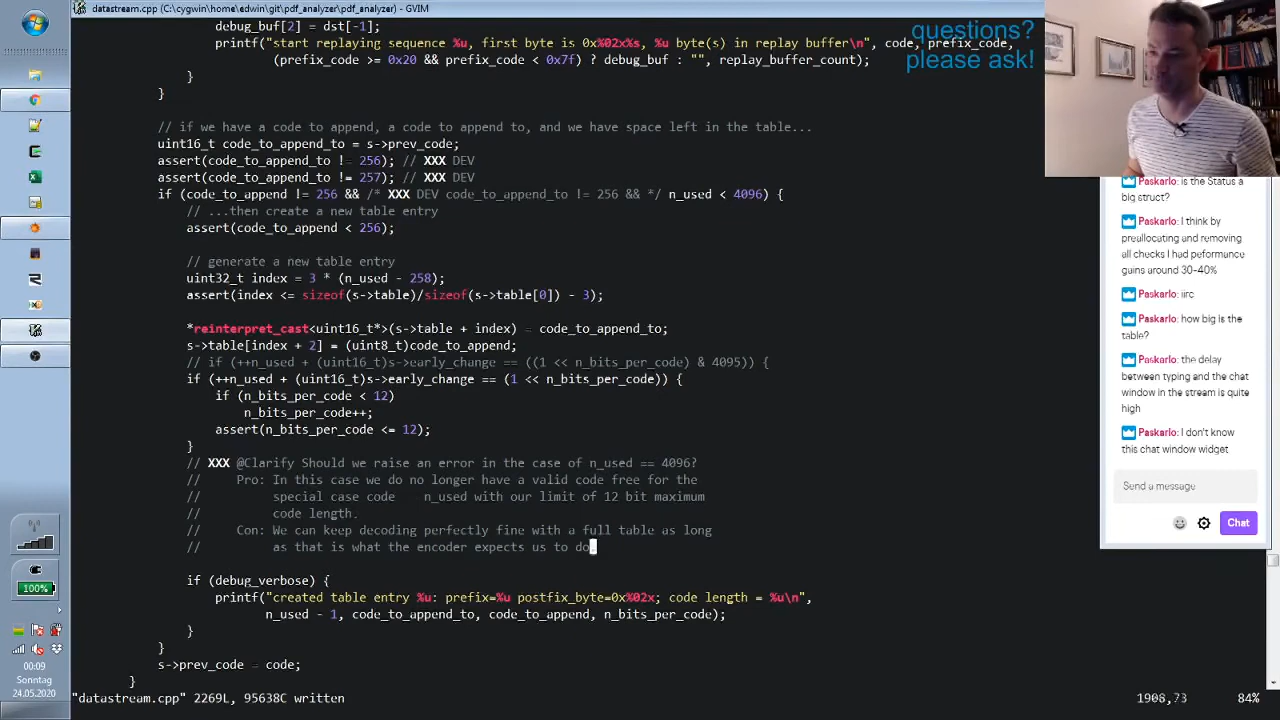 datastream.cpp (C:\cygwin\home\edwin\git\pdf_analyzer\pdf_analyzer) - GVIM
debug_buf[2] = dst[-1];
printf("start replaying sequence %u, first byte is 0x%02x%s, %u byte(s) in replay buffer\n", code, prefix_code,
(prefix_code >= 0x20 && prefix_code < 0x7f) ? debug_buf : "", replay_buffer_count);
}
}
// if we have a code to append, a code to append to, and we have space left in the table...
uint16_t code_to_append_to = s->prev_code;
assert(code_to_append_to != 256); // XXX DEV
assert(code_to_append_to != 257); // XXX DEV
if (code_to_append != 256 && /* XXX DEV code_to_append_to != 256 && */ n_used < 4096) {
// ...then create a new table entry
assert(code_to_append < 256);
// generate a new table entry
uint32_t index = 3 * (n_used - 258);
assert(index <= sizeof(s->table)/sizeof(s->table[0]) - 3);
*reinterpret_cast<uint16_t*>(s->table + index) = code_to_append_to;
s->table[index + 2] = (uint8_t)code_to_append;
// if (++n_used + (uint16_t)s->early_change == ((1 << n_bits_per_code) & 4095)) {
if (++n_used + (uint16_t)s->early_change == (1 << n_bits_per_code)) {
if (n_bits_per_code < 12)
n_bits_per_code++;
assert(n_bits_per_code <= 12);
}
// XXX @Clarify Should we raise an error in the case of n_used == 4096?
// Pro: In this case we do no longer have a valid code free for the
// special case code n_used with our limit of 12 bit maximum
// code length.
// Con: We can keep decoding perfectly fine with a full table as long
// as that is what the encoder expects us to do.
if (debug_verbose) {
printf("created table entry %u: prefix=%u postfix_byte=0x%02x; code length = %u\n",
n_used - 1, code_to_append_to, code_to_append, n_bits_per_code);
}
}
s->prev_code = code;
}
"datastream.cpp" 2269L, 95638C written
1908,73
84%
questions?
please ask!
Paskarlo: is the Status a
big struct?
Paskarlo: I think by
preallocating and removing
all checks I had peformance
gains around 30-40%
Paskarlo: iirc
Paskarlo: how big is the
table?
Paskarlo: the delay
between typing and the chat
window in the stream is quite
high
Paskarlo: I don't know
this chat window widget
Send a message
Chat
100%
00:09
Sonntag
24.05.2020